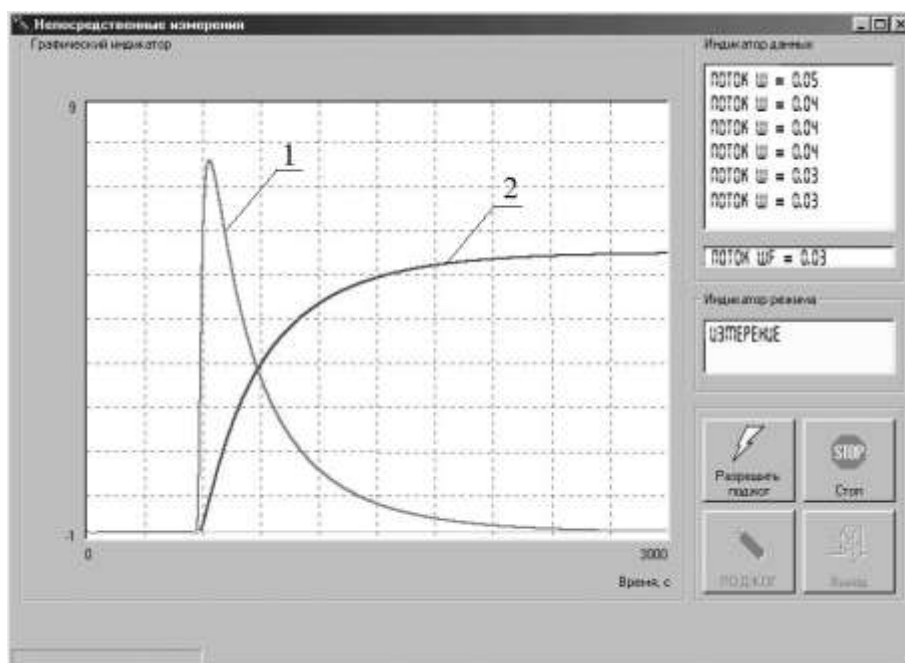 Непосредственные измерения
Графический индикатор
9
1
2
-1
0
3000
Время, с
Индикатор данных
ПОТОК W = 0.05
ПОТОК W = 0.04
ПОТОК W = 0.04
ПОТОК W = 0.04
ПОТОК W = 0.03
ПОТОК W = 0.03
ПОТОК WF = 0.03
Индикатор режима
ИЗМЕРЕНИЕ
Разрешить
поджог
STOP
Стоп
ПОДЖОГ
Выход